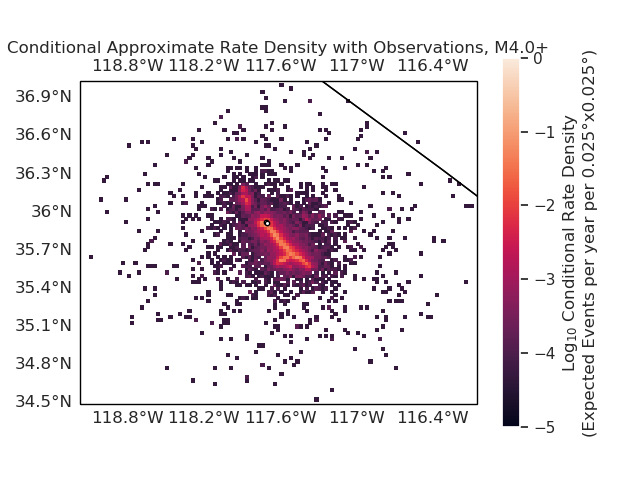 Conditional Approximate Rate Density with Observations, M4.0+
118.8°W 118.2°W 117.6°W 117°W 116.4°W
36.9°N
36.6°N
36.3°N
36°N
35.7°N
35.4°N
35.1°N
34.8°N
34.5°N
118.8°W 118.2°W 117.6°W 117°W 116.4°W
0
−1
−2
−3
−4
−5
Log₁₀ Conditional Rate Density
(Expected Events per year per 0.025°x0.025°)